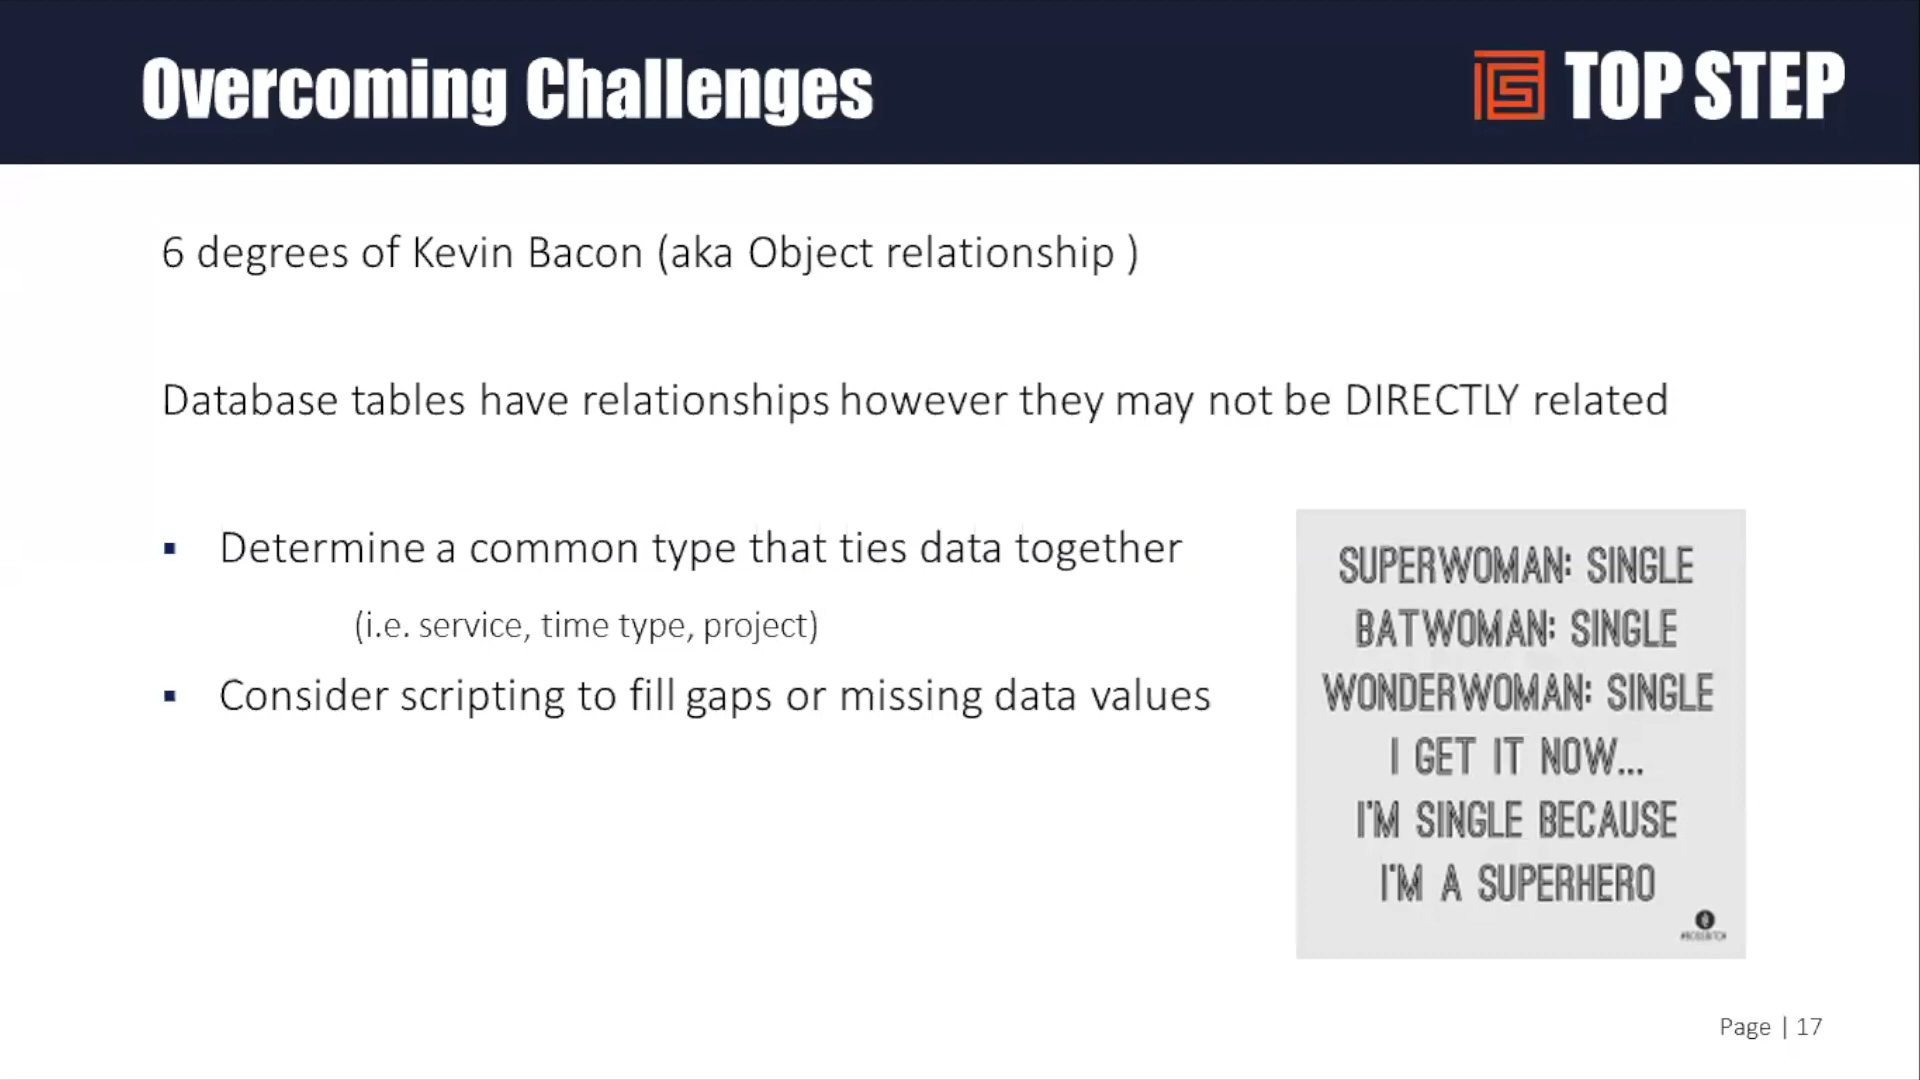 Overcoming Challenges
TOP STEP
6 degrees of Kevin Bacon (aka Object relationship )
Database tables have relationships however they may not be DIRECTLY related
▪ Determine a common type that ties data together
(i.e. service, time type, project)
▪ Consider scripting to fill gaps or missing data values
SUPERWOMAN: SINGLE
BATWOMAN: SINGLE
WONDERWOMAN: SINGLE
I GET IT NOW...
I'M SINGLE BECAUSE
I'M A SUPERHERO
Page | 17